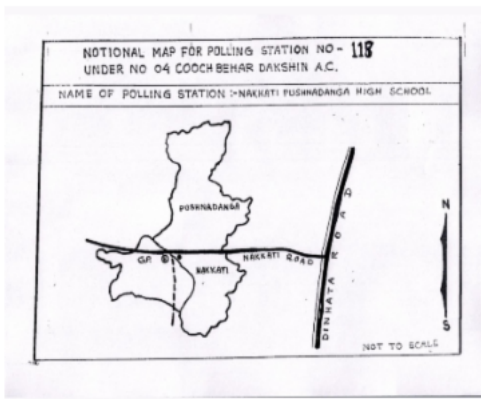 NOTIONAL MAP FOR POLLING STATION NO - 118
UNDER NO 04 COOCH BEHAR DAKSHIN A.C.
NAME OF POLLING STATION :- NAKKATI PUSHNADANGA HIGH SCHOOL
PUSHNADANGA
N
G.P.
NAKKATI
NAKKATI ROAD
DINHATA ROAD
S
NOT TO SCALE